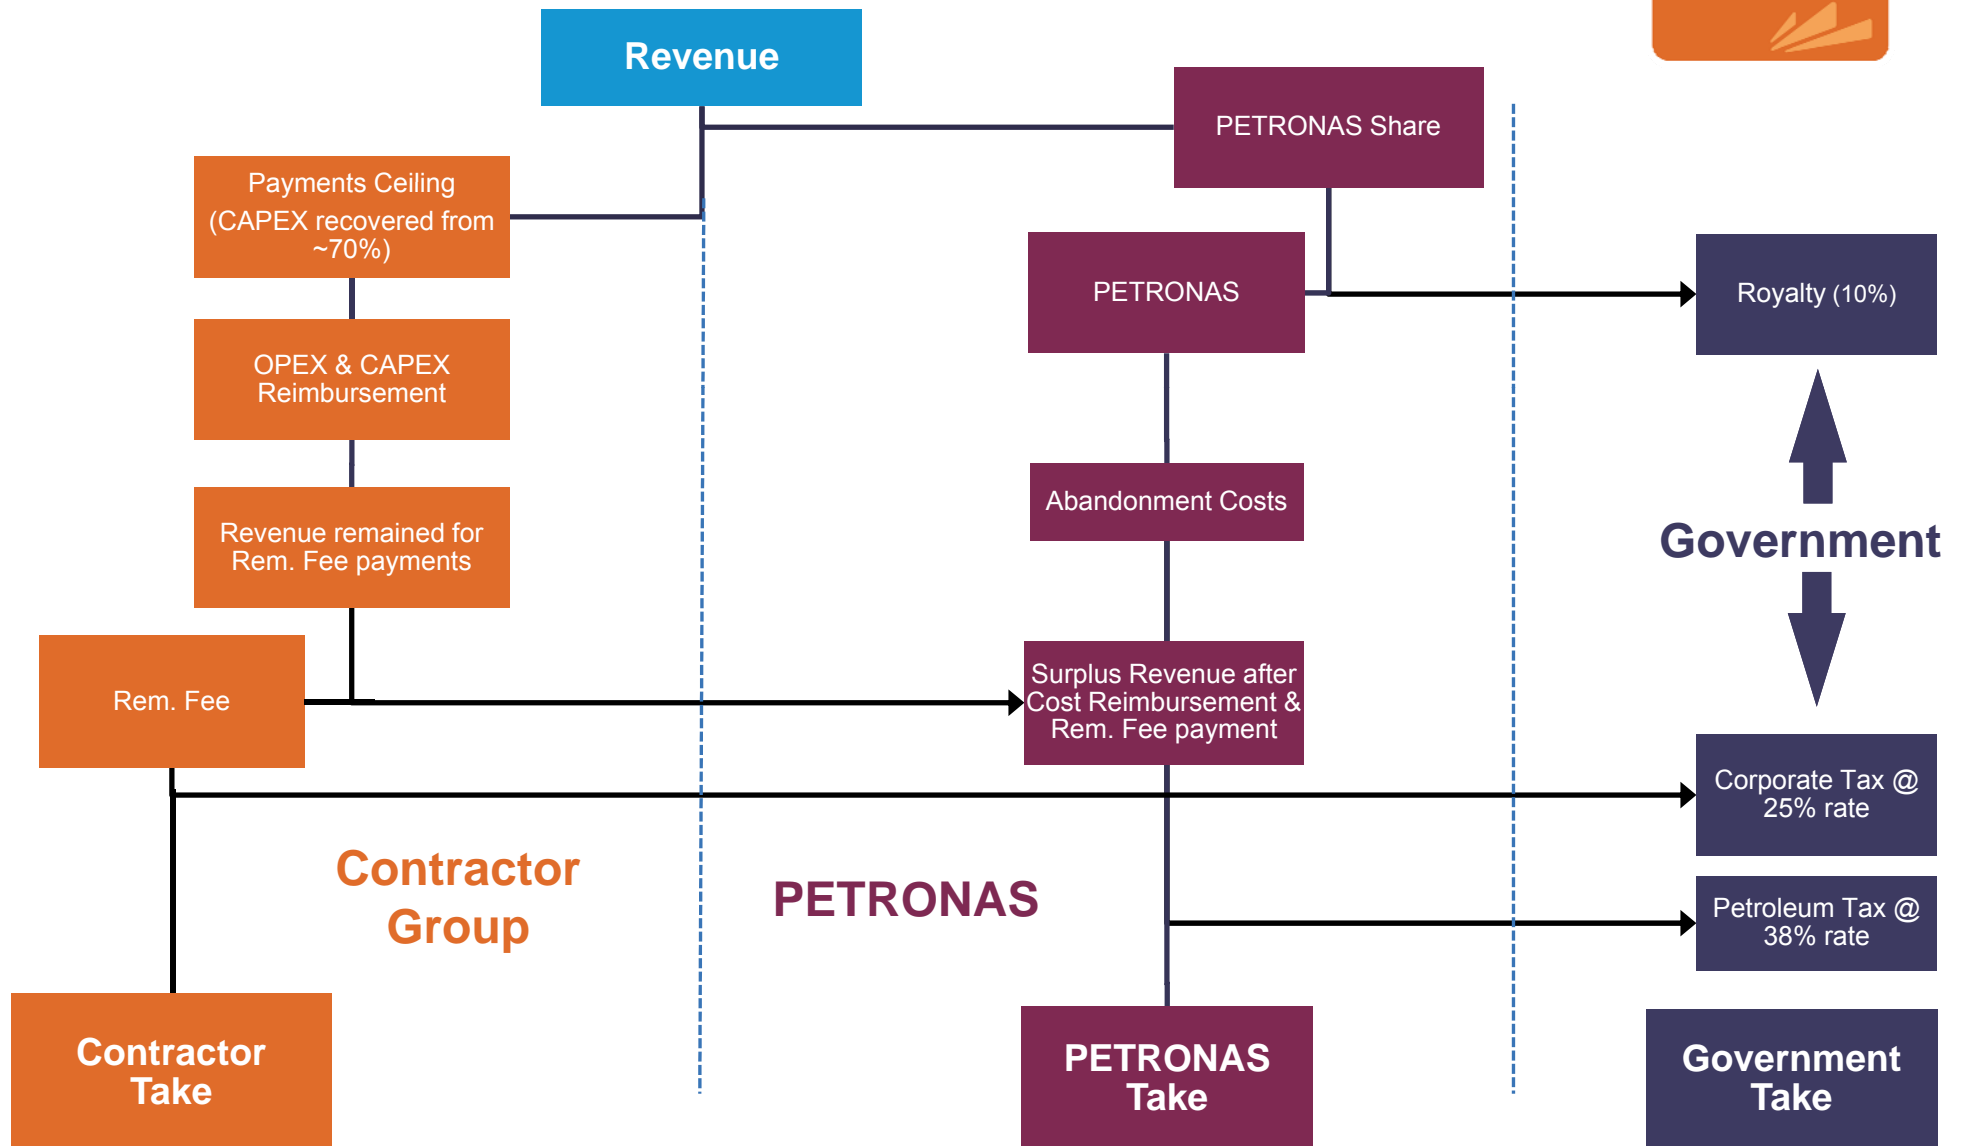 Revenue
PETRONAS Share
Payments Ceiling
(CAPEX recovered from
~70%)
PETRONAS
Royalty (10%)
OPEX & CAPEX
Reimbursement
Abandonment Costs
Revenue remained for
Rem. Fee payments
Government
Rem. Fee
Surplus Revenue after
Cost Reimbursement &
Rem. Fee payment
Corporate Tax @
25% rate
Contractor
Group
PETRONAS
Petroleum Tax @
38% rate
Contractor
Take
PETRONAS
Take
Government
Take